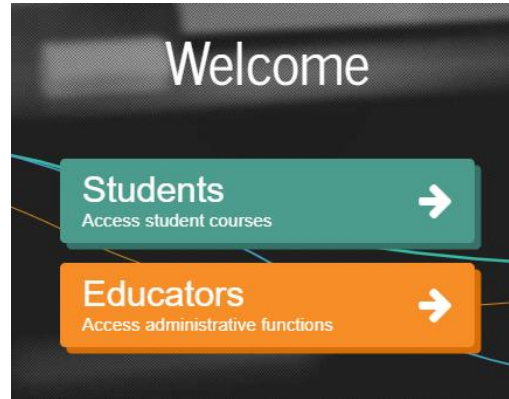 Welcome
Students
Access student courses
Educators
Access administrative functions